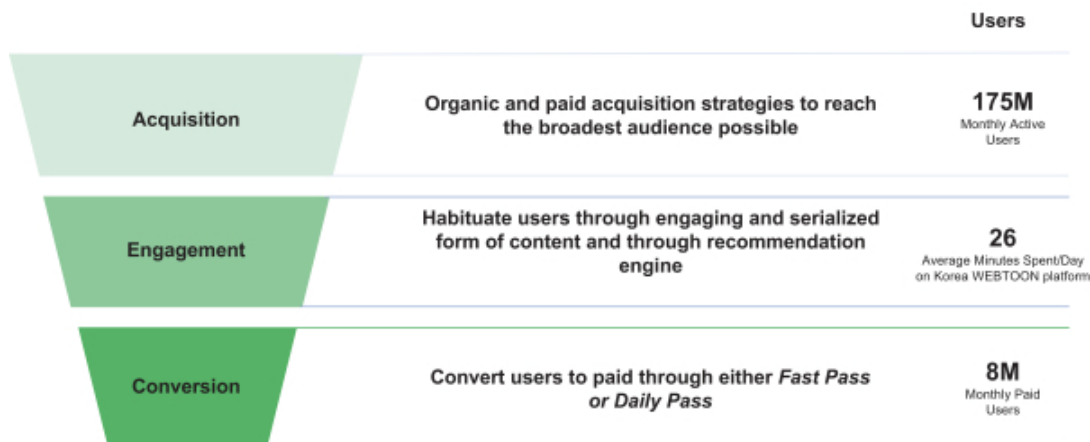 Users
Acquisition
Organic and paid acquisition strategies to reach
the broadest audience possible
175M
Monthly Active
Users
Engagement
Habituate users through engaging and serialized
form of content and through recommendation
engine
26
Average Minutes Spent/Day
on Korea WEBTOON platform
Conversion
Convert users to paid through either Fast Pass
or Daily Pass
8M
Monthly Paid
Users